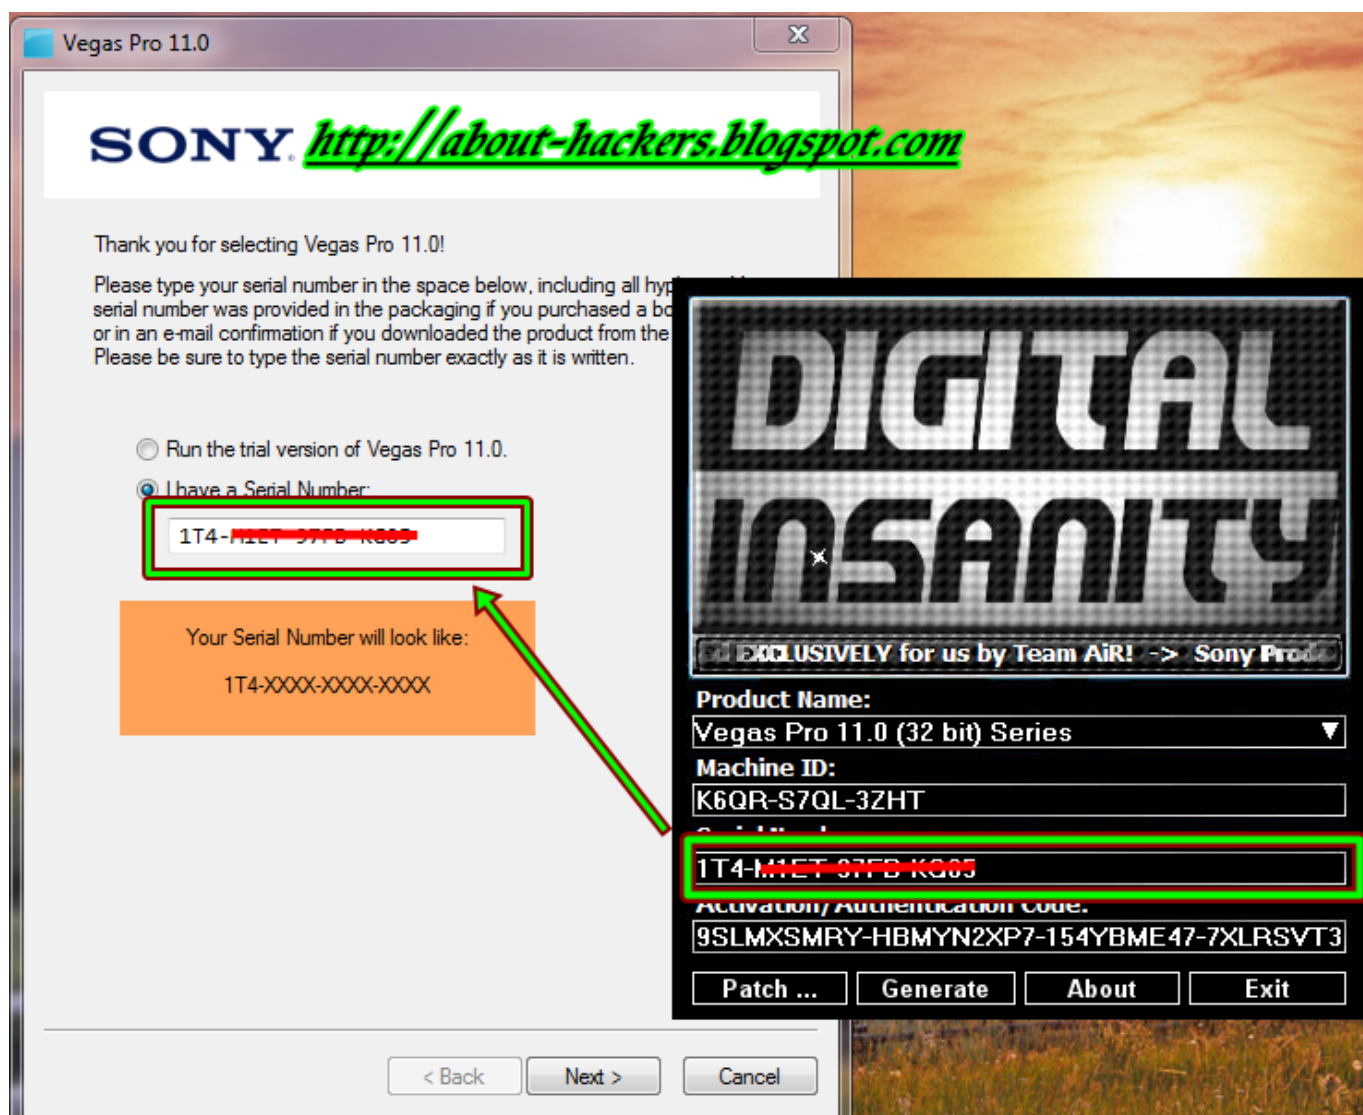 Vegas Pro 11.0
SONY http://about-hackers.blogspot.com
Thank you for selecting Vegas Pro 11.0!
Please type your serial number in the space below, including all
serial number was provided in the packaging if you purchased a
or in an e-mail confirmation if you downloaded the product from the
Please be sure to type the serial number exactly as it is written.
Run the trial version of Vegas Pro 11.0.
I have a Serial Number:
1T4-
Your Serial Number will look like:
1T4-XXXX-XXXX-XXXX
< Back
Next >
Cancel
DIGITAL
INSANITY
EXCLUSIVELY for us by Team AiR! -> Sony
Product Name:
Vegas Pro 11.0 (32 bit) Series
Machine ID:
K6QR-S7QL-3ZHT
1T4-
Activation/Authentication Code:
9SLMXSMRY-HBMYN2XP7-154YBME47-7XLRSVT3
Patch ...
Generate
About
Exit